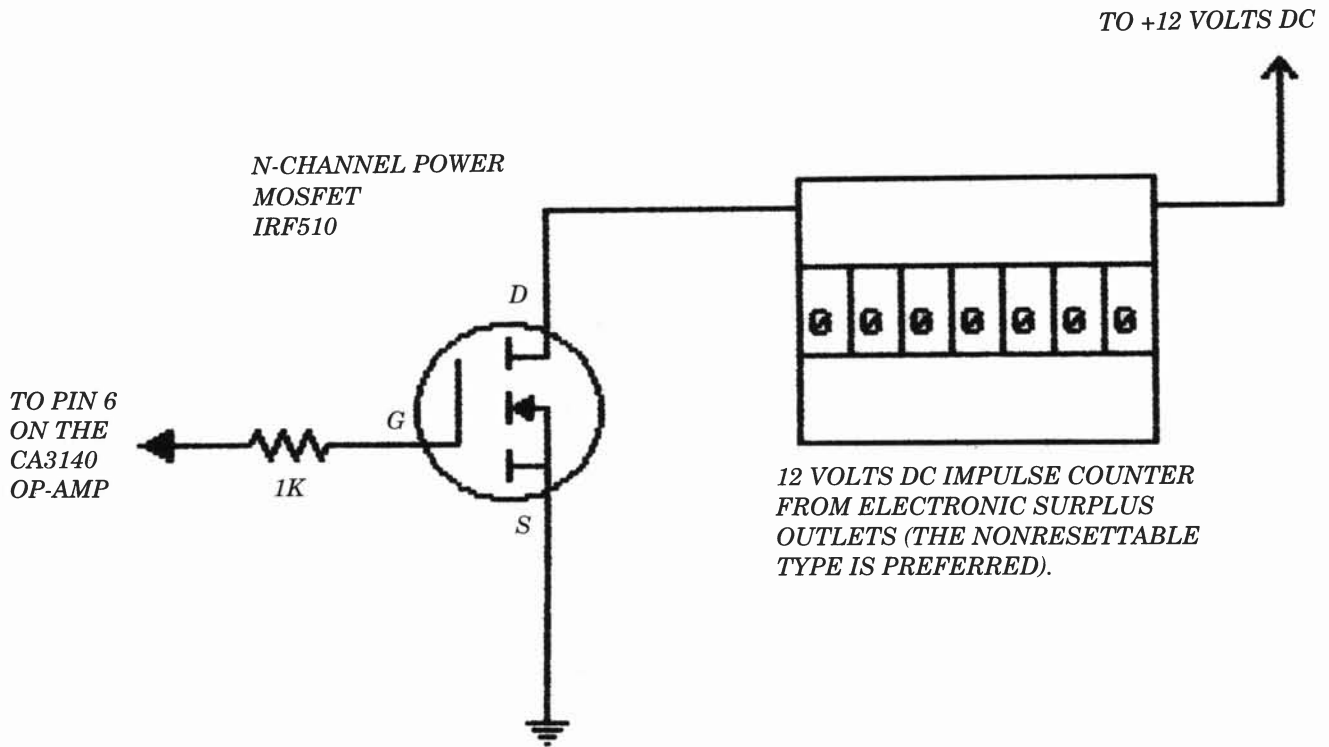 TO +12 VOLTS DC
N-CHANNEL POWER
MOSFET
IRF510
D
G
S
TO PIN 6
ON THE
CA3140
OP-AMP
1K
0 0 0 0 0 0 0
12 VOLTS DC IMPULSE COUNTER
FROM ELECTRONIC SURPLUS
OUTLETS (THE NONRESETTABLE
TYPE IS PREFERRED).